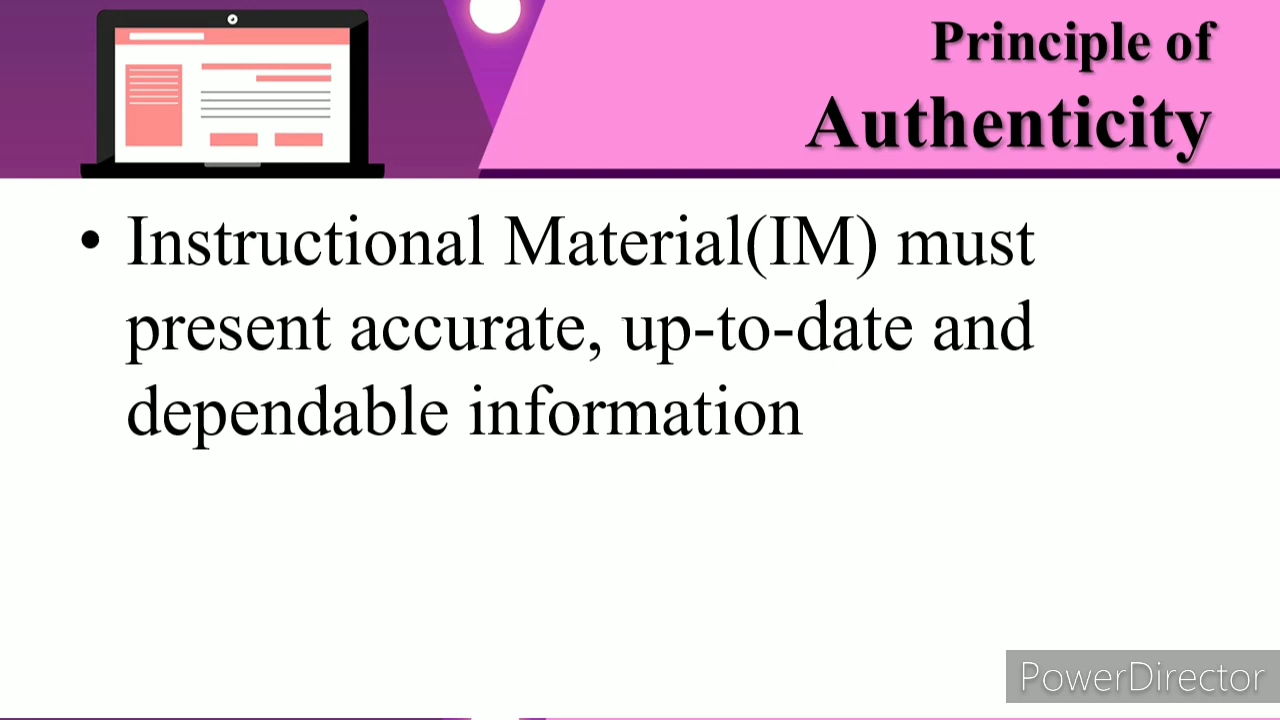 Principle of
Authenticity
• Instructional Material(IM) must
present accurate, up-to-date and
dependable information
PowerDirector